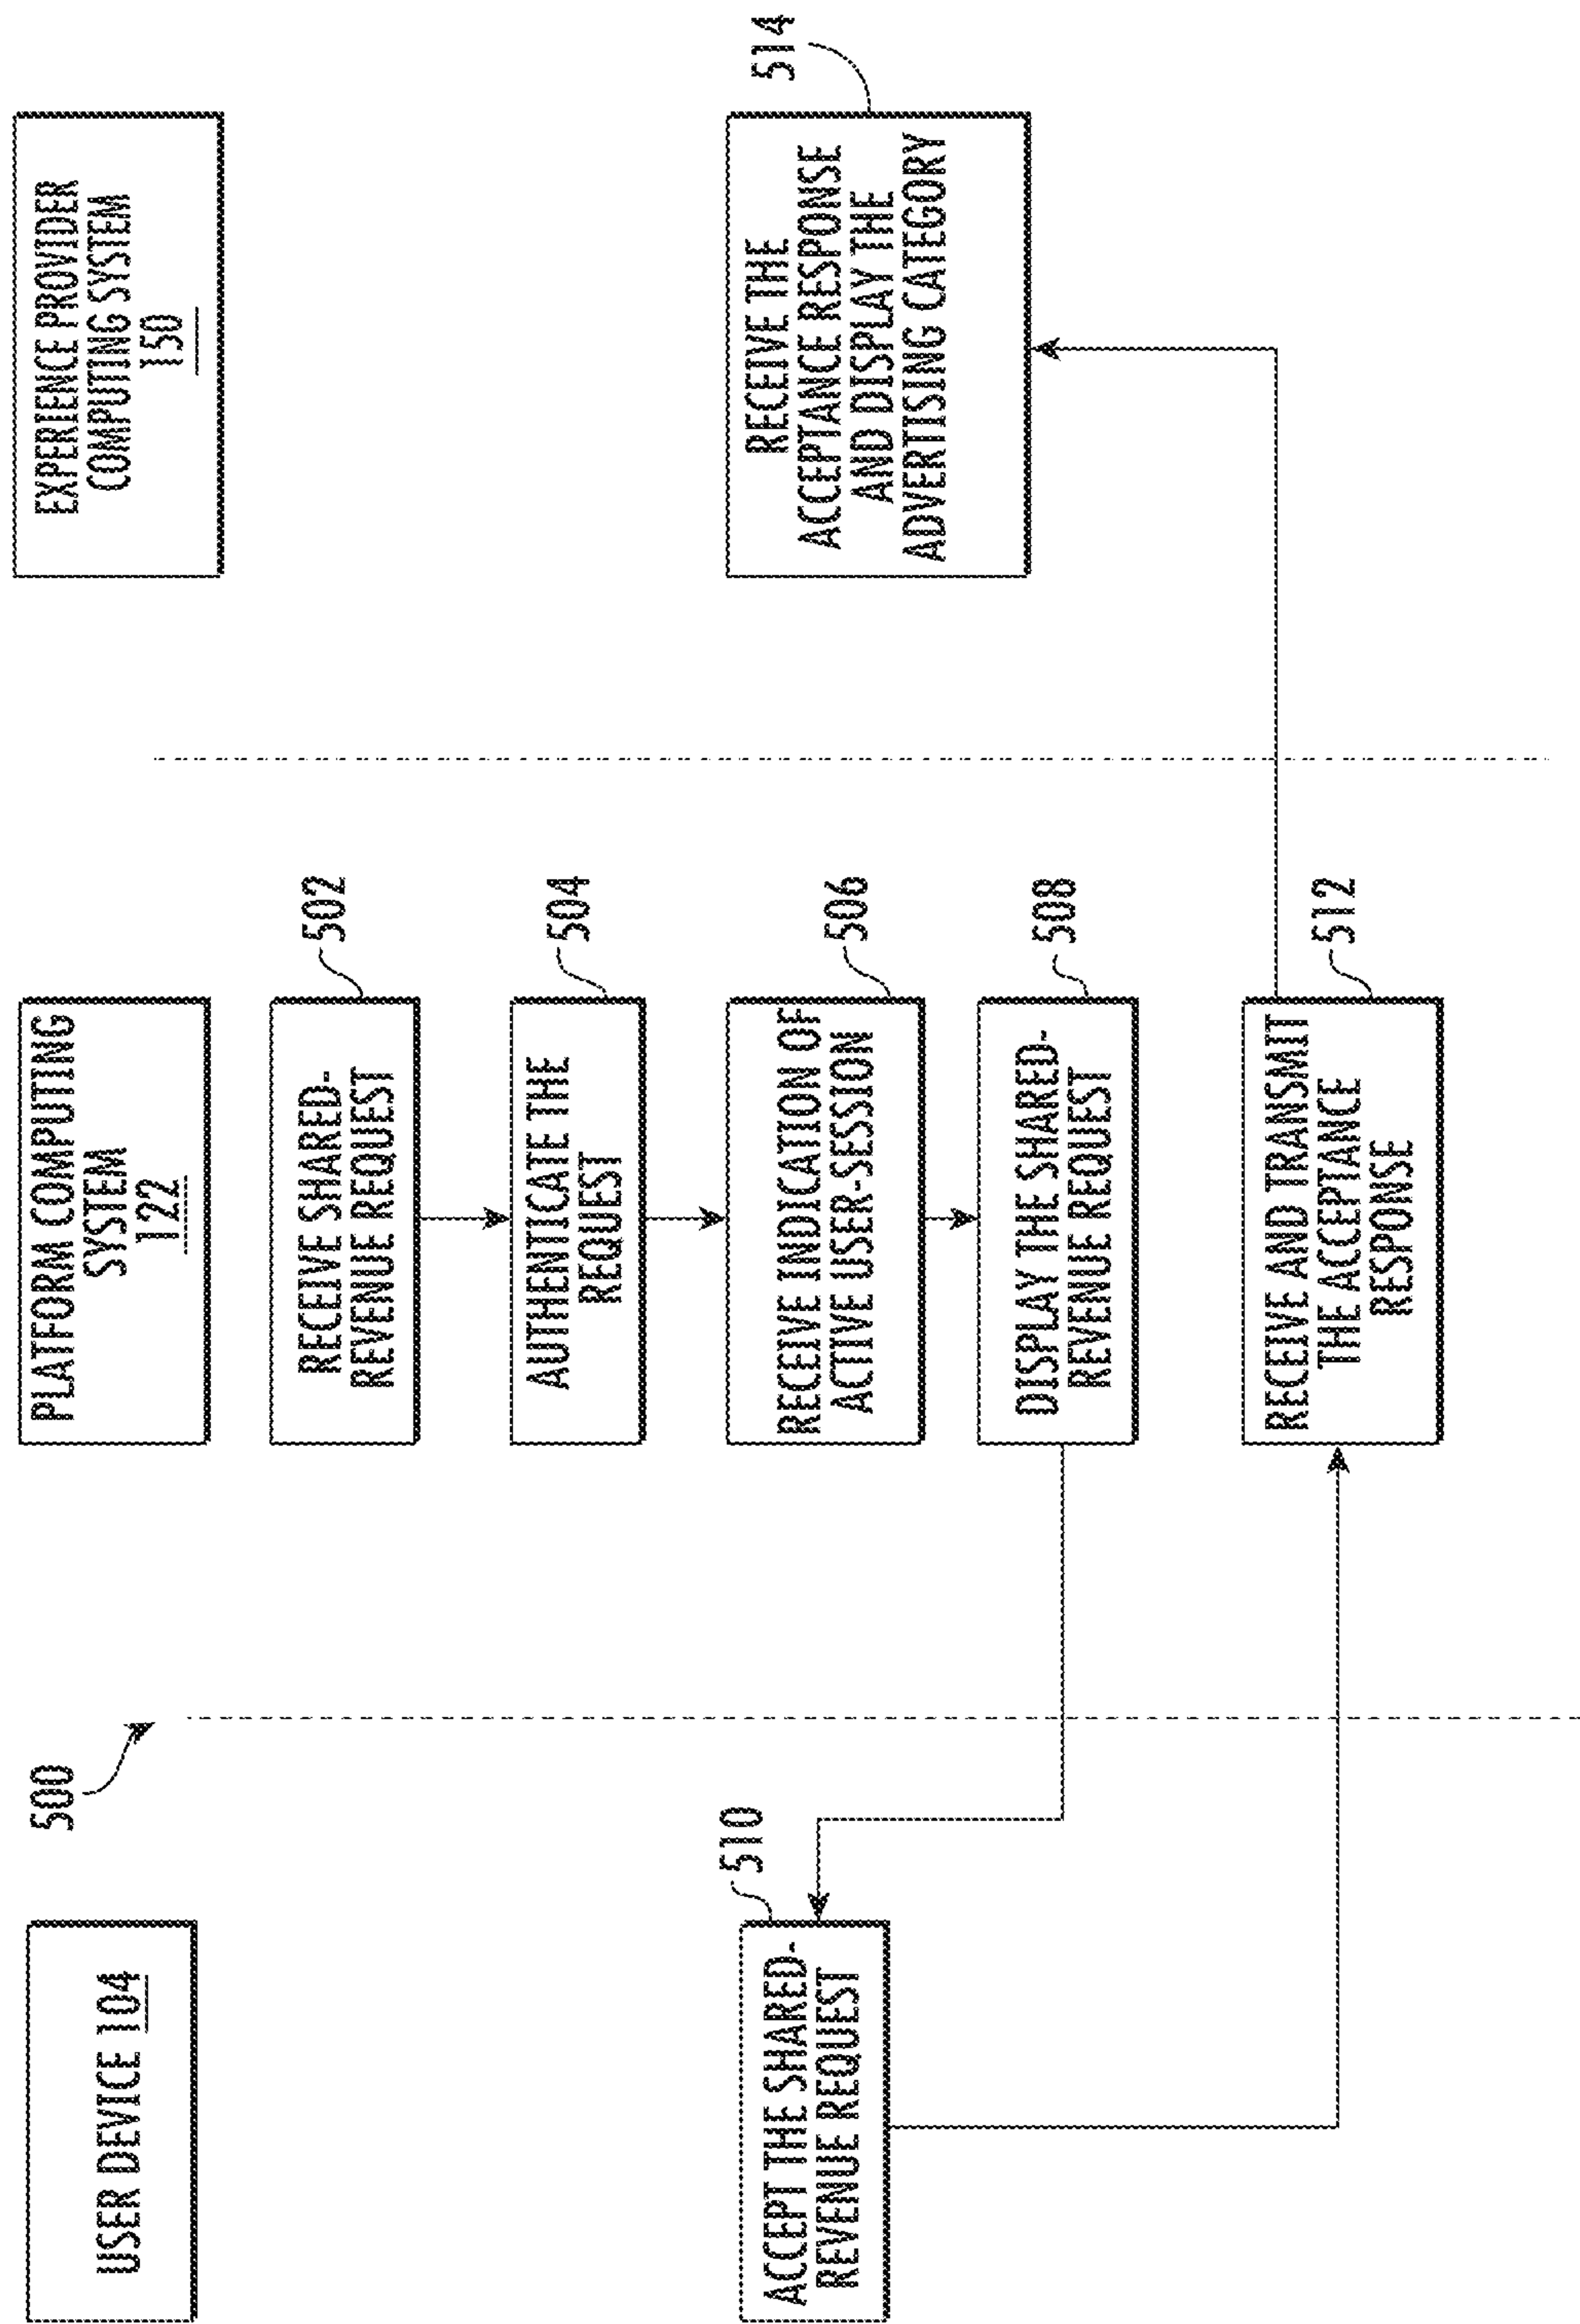 500
USER DEVICE 104
PLATFORM COMPUTING
SYSTEM
122
EXPERIENCE PROVIDER
COMPUTING SYSTEM
150
RECEIVE SHARED-
REVENUE REQUEST
502
AUTHENTICATE THE
REQUEST
504
RECEIVE INDICATION OF
ACTIVE USER-SESSION
506
DISPLAY THE SHARED-
REVENUE REQUEST
508
ACCEPT THE SHARED-
REVENUE REQUEST
510
RECEIVE AND TRANSMIT
THE ACCEPTANCE
RESPONSE
512
RECEIVE THE
ACCEPTANCE RESPONSE
AND DISPLAY THE
ADVERTISING CATEGORY
514